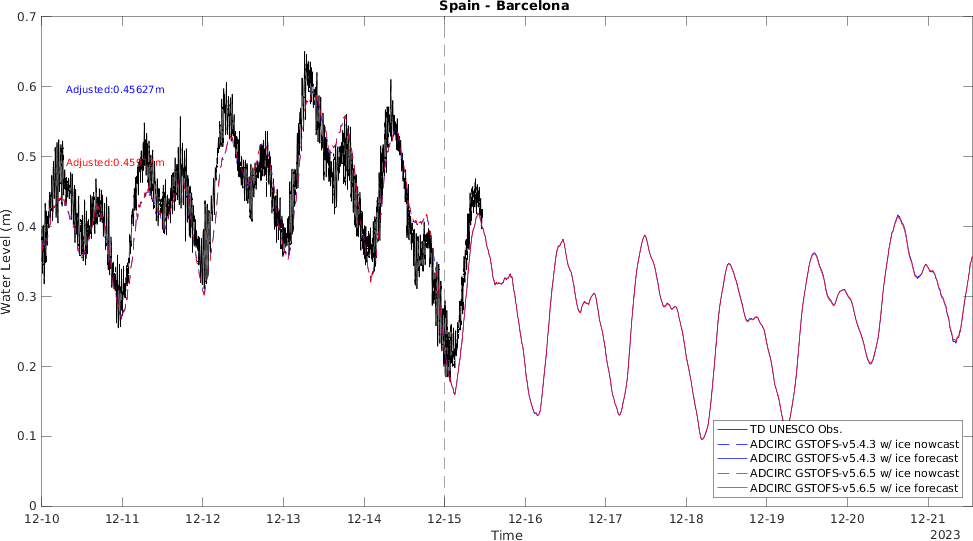 Spain - Barcelona
0.7
0.6
0.5
0.4
0.3
0.2
0.1
0
Water Level (m)
Adjusted:0.45627m
12-10
12-11
12-12
12-13
12-14
12-15
12-16
12-17
12-18
12-19
12-20
12-21
2023
Time
TD UNESCO Obs.
ADCIRC GSTOFS-v5.4.3 w/ ice nowcast
ADCIRC GSTOFS-v5.4.3 w/ ice forecast
ADCIRC GSTOFS-v5.6.5 w/ ice nowcast
ADCIRC GSTOFS-v5.6.5 w/ ice forecast